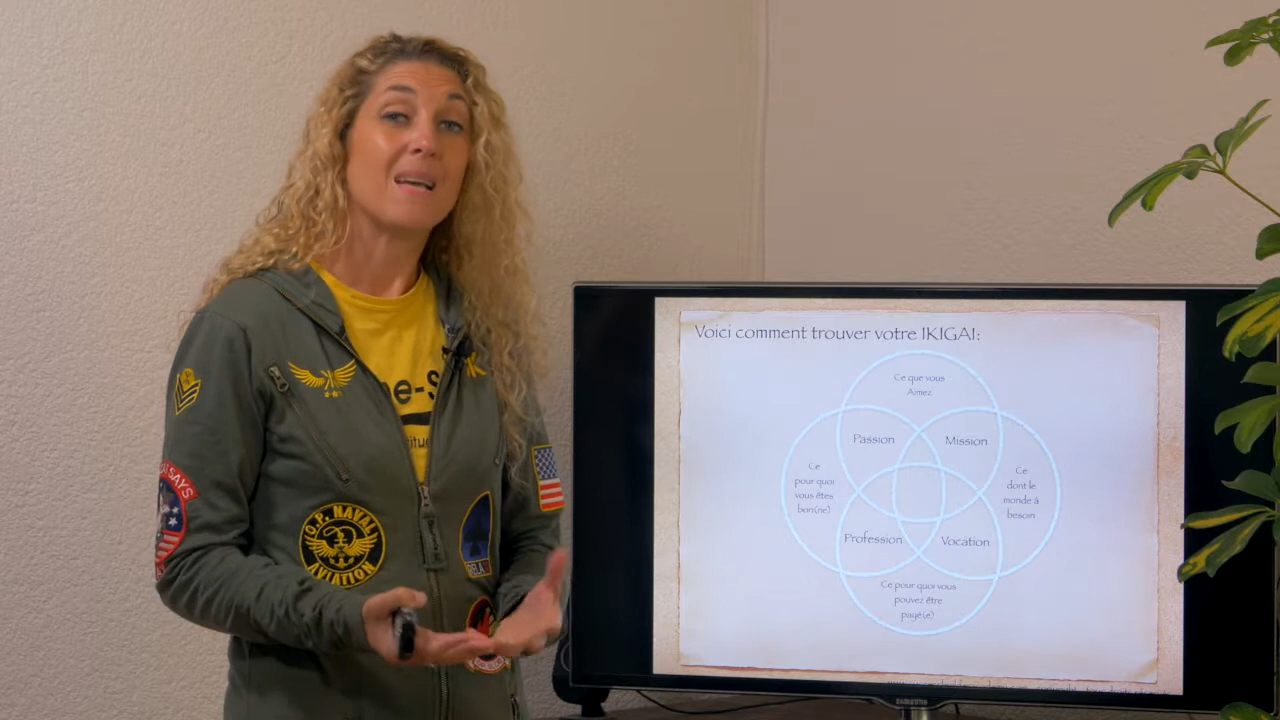 Voici comment trouver votre IKIGAI:
Ce que vous
Aimez
Passion
Mission
Ce
pour quoi
vous êtes
bon(ne)
Ce
dont le
monde à
besoin
Profession
Vocation
Ce pour quoi vous
pouvez être
payé(e)
O.P. NAVAL
AVIATION
SAYS